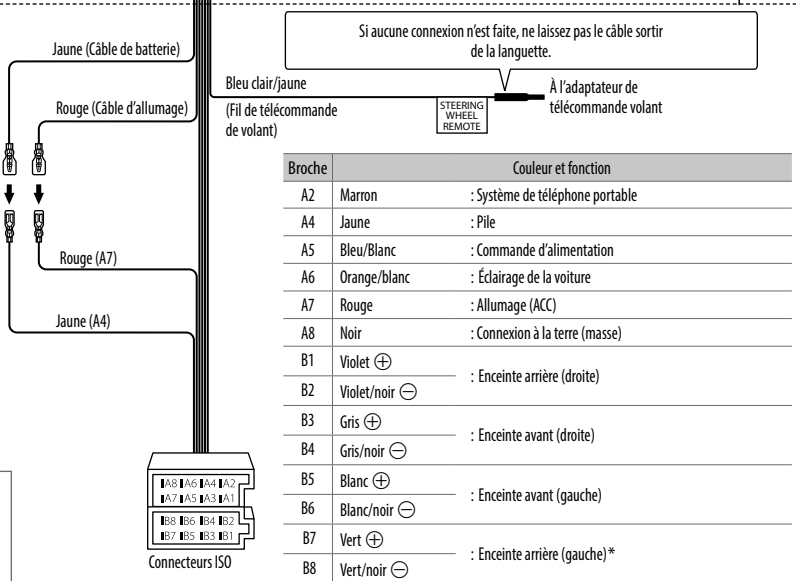 Si aucune connexion n'est faite, ne laissez pas le câble sortir
de la languette.
Jaune (Câble de batterie)
Rouge (Câble d'allumage)
Bleu clair/jaune
(Fil de télécommande
de volant)
STEERING
WHEEL
REMOTE
À l'adaptateur de
télécommande volant
Rouge (A7)
Jaune (A4)
Broche Couleur et fonction
A2 Marron : Système de téléphone portable
A4 Jaune : Pile
A5 Bleu/Blanc : Commande d'alimentation
A6 Orange/blanc : Éclairage de la voiture
A7 Rouge : Allumage (ACC)
A8 Noir : Connexion à la terre (masse)
B1 Violet ⊕ : Enceinte arrière (droite)
B2 Violet/noir ⊖
B3 Gris ⊕ : Enceinte avant (droite)
B4 Gris/noir ⊖
B5 Blanc ⊕ : Enceinte avant (gauche)
B6 Blanc/noir ⊖
B7 Vert ⊕ : Enceinte arrière (gauche)*
B8 Vert/noir ⊖
A8 A6 A4 A2
A7 A5 A3 A1
B8 B6 B4 B2
B7 B5 B3 B1
Connecteurs ISO